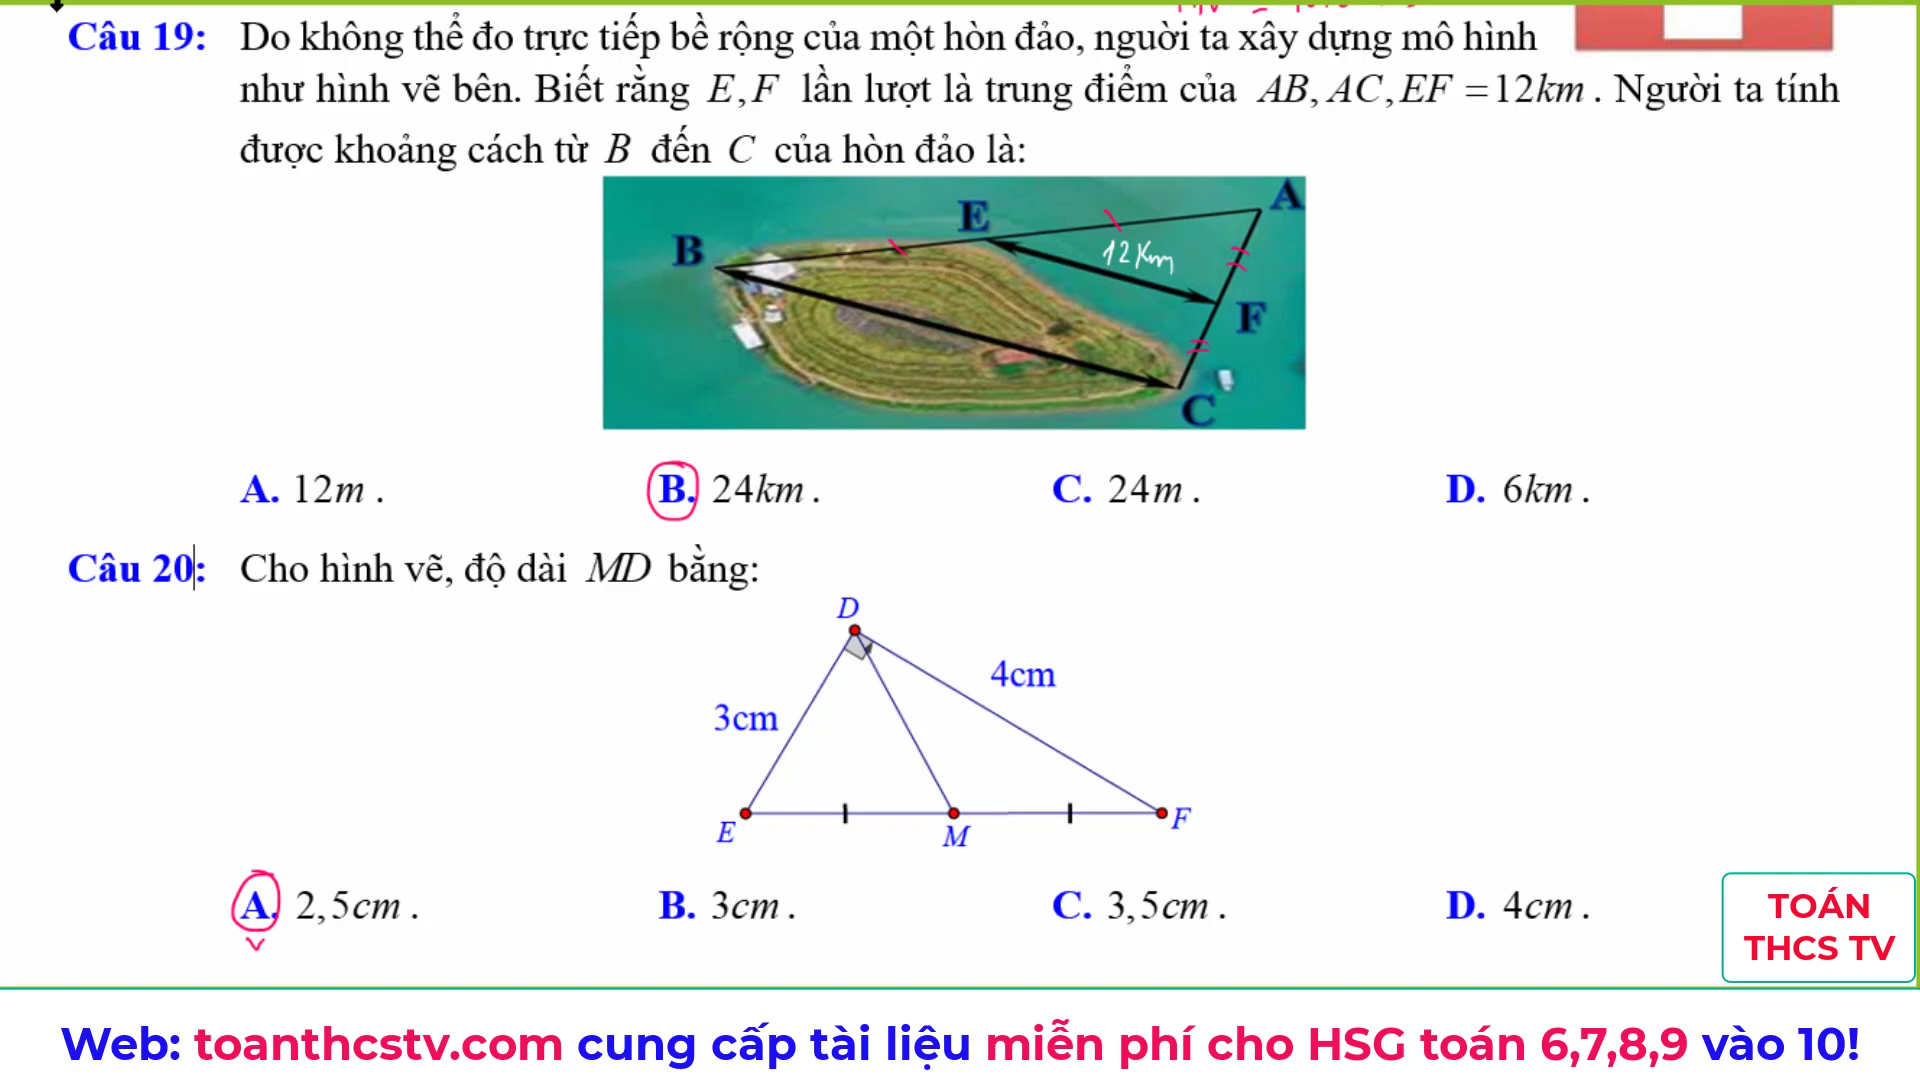 Câu 19: Do không thể đo trực tiếp bề rộng của một hòn đảo, người ta xây dựng mô hình
như hình vẽ bên. Biết rằng E, F lần lượt là trung điểm của AB, AC, EF = 12km. Người ta tính
được khoảng cách từ B đến C của hòn đảo là:
A
E
B
12 Km
F
C
A. 12m. B. 24km. C. 24m. D. 6km.
Câu 20: Cho hình vẽ, độ dài MD bằng:
D
4cm
3cm
E M F
A. 2,5cm. B. 3cm. C. 3,5cm. D. 4cm.
TOÁN
THCS TV
Web: toanthcstv.com cung cấp tài liệu miễn phí cho HSG toán 6,7,8,9 vào 10!